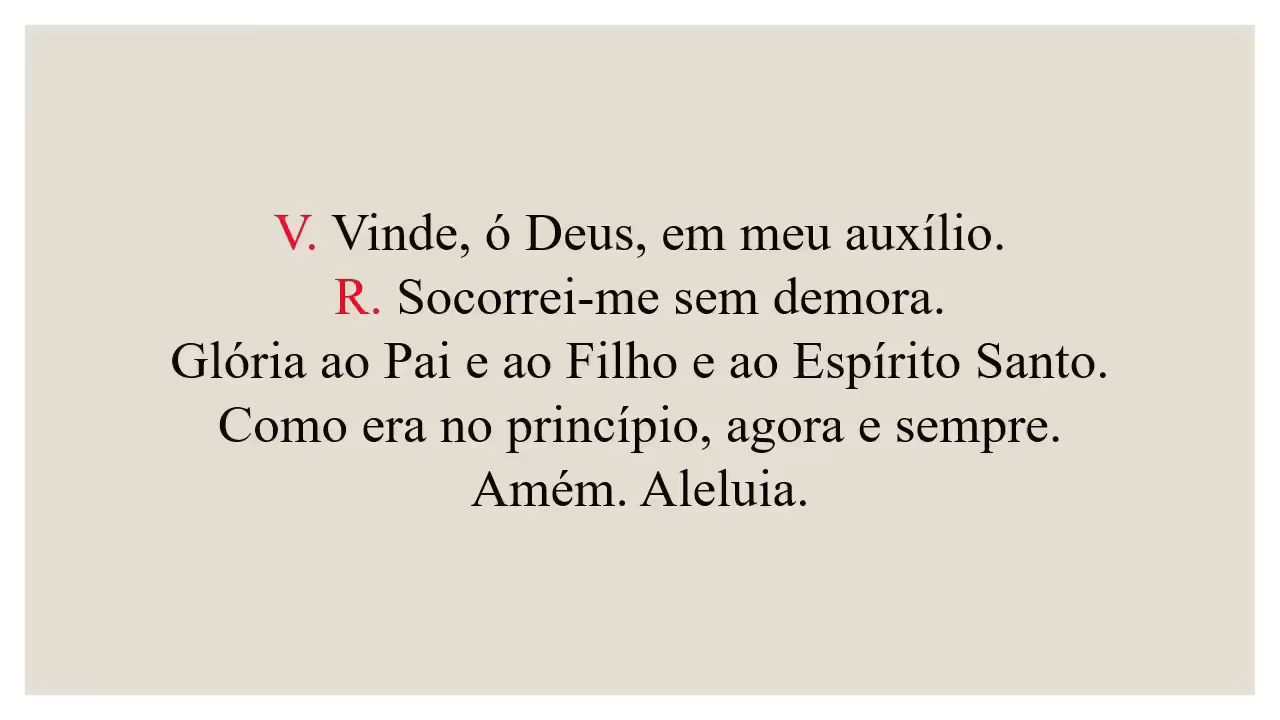 V. Vinde, ó Deus, em meu auxílio.
R. Socorrei-me sem demora.
Glória ao Pai e ao Filho e ao Espírito Santo.
Como era no princípio, agora e sempre.
Amém. Aleluia.